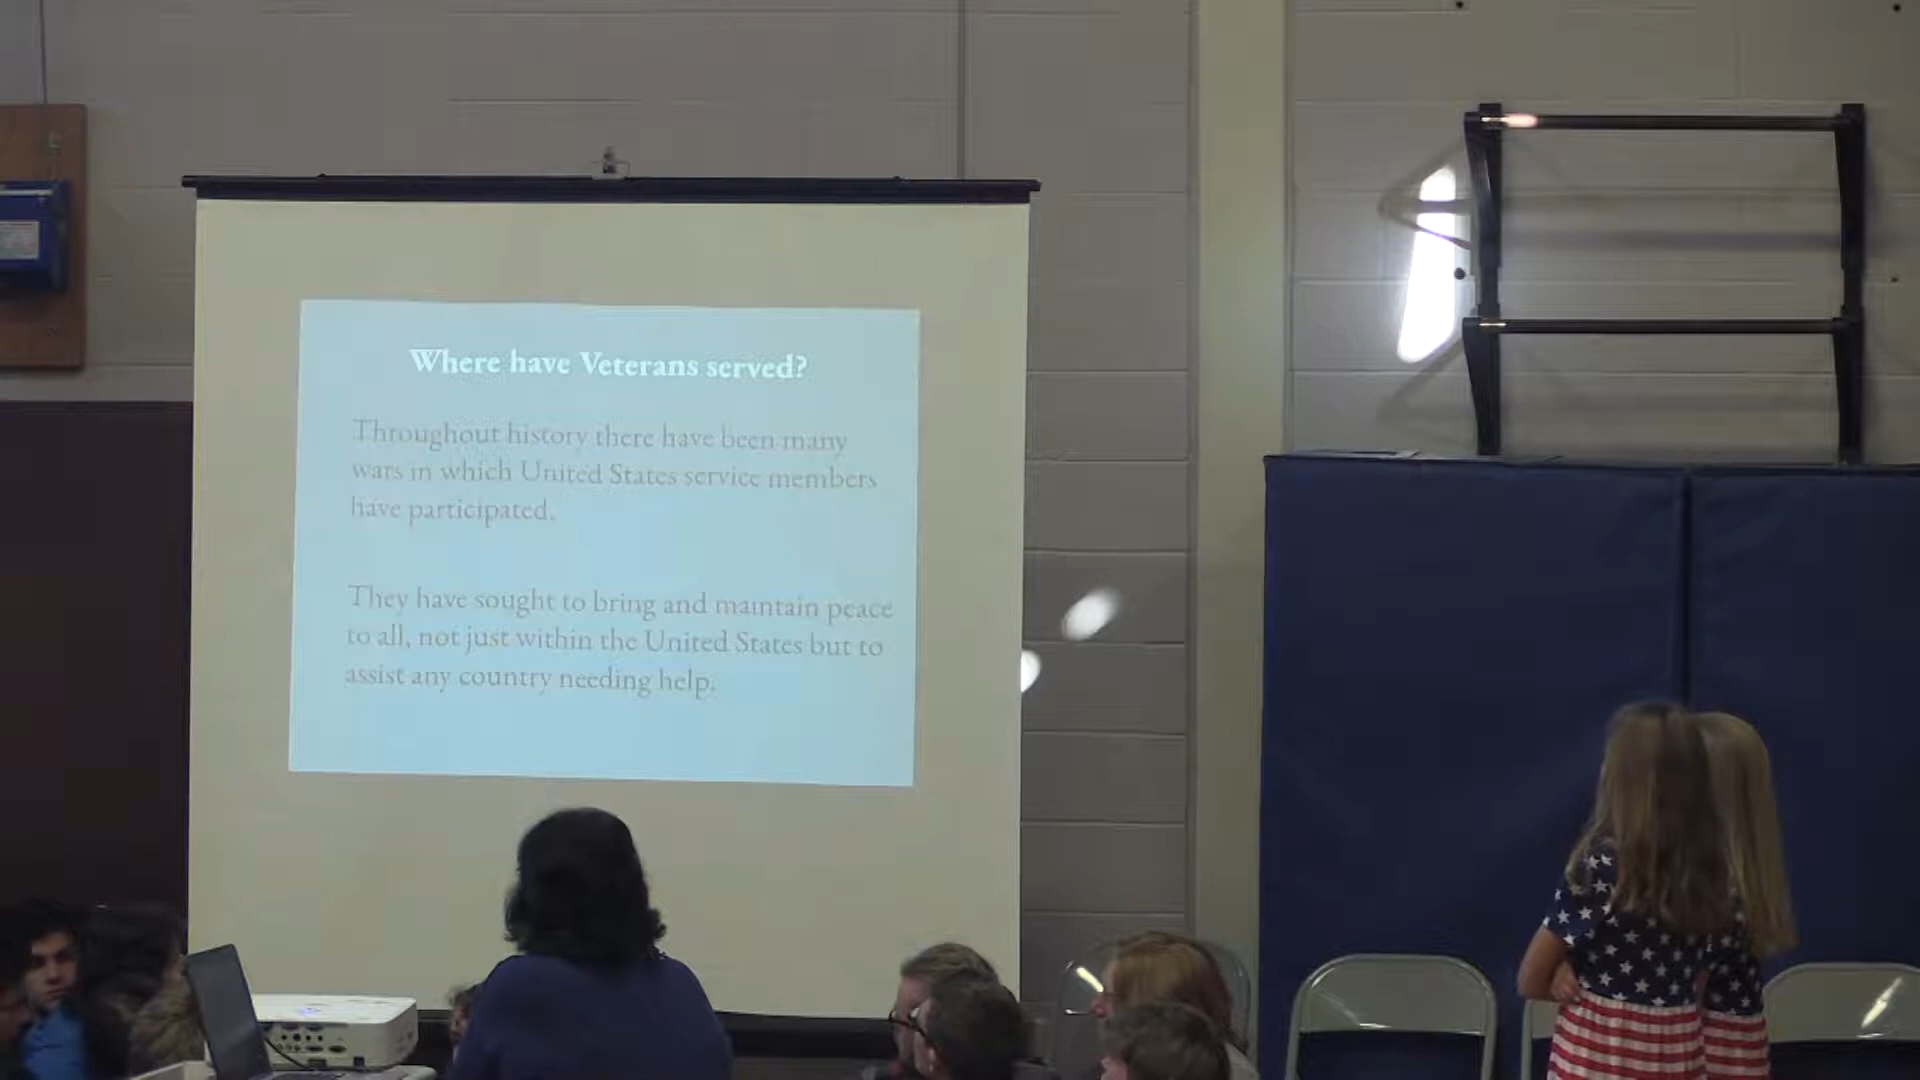 Where have Veterans served?
Throughout history there have been many
wars in which United States service members
have participated.
They have sought to bring and maintain peace
to all, not just within the United States but to
assist any country needing help.